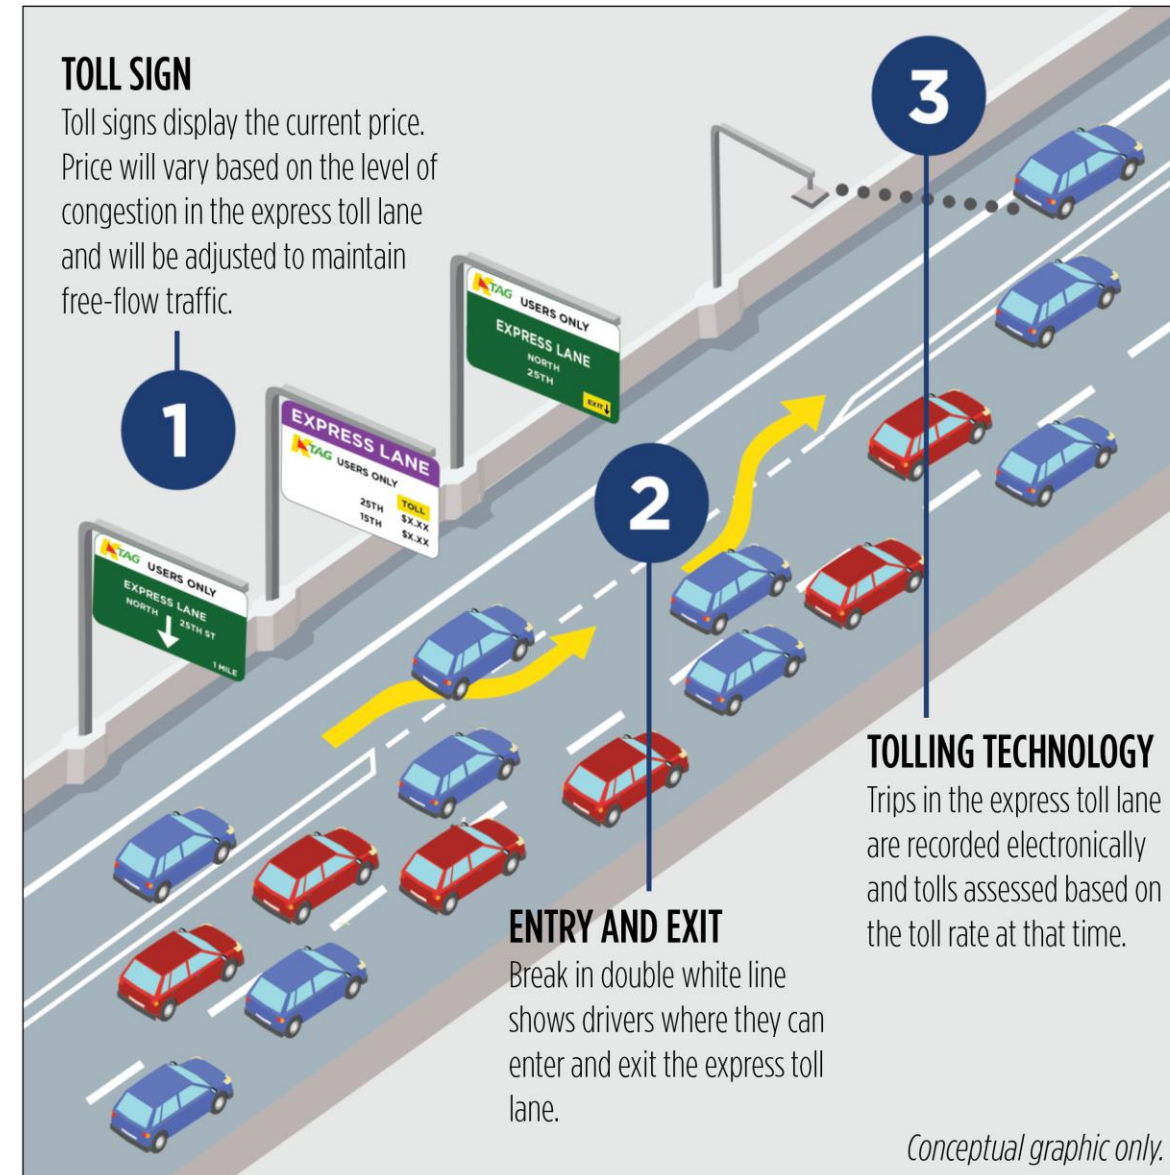 TOLL SIGN
Toll signs display the current price.
Price will vary based on the level of
congestion in the express toll lane
and will be adjusted to maintain
free-flow traffic.
1
KTAG USERS ONLY
EXPRESS LANE
NORTH 25TH ST
1 MILE
EXPRESS LANE
KTAG USERS ONLY
TOLL
25TH $X.XX
15TH $X.XX
KTAG USERS ONLY
EXPRESS LANE
NORTH
25TH
EXIT
2
ENTRY AND EXIT
Break in double white line
shows drivers where they can
enter and exit the express toll
lane.
3
TOLLING TECHNOLOGY
Trips in the express toll lane
are recorded electronically
and tolls assessed based on
the toll rate at that time.
Conceptual graphic only.